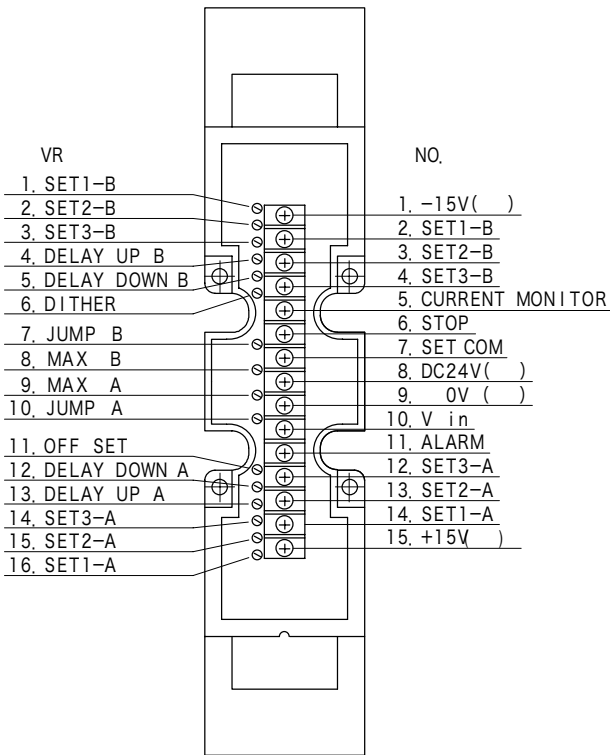 VR
1. SET1-B
2. SET2-B
3. SET3-B
4. DELAY UP B
5. DELAY DOWN B
6. DITHER
7. JUMP B
8. MAX B
9. MAX A
10. JUMP A
11. OFF SET
12. DELAY DOWN A
13. DELAY UP A
14. SET3-A
15. SET2-A
16. SET1-A
NO.
1. -15V( )
2. SET1-B
3. SET2-B
4. SET3-B
5. CURRENT MONITOR
6. STOP
7. SET COM
8. DC24V( )
9. 0V ( )
10. V in
11. ALARM
12. SET3-A
13. SET2-A
14. SET1-A
15. +15V( )